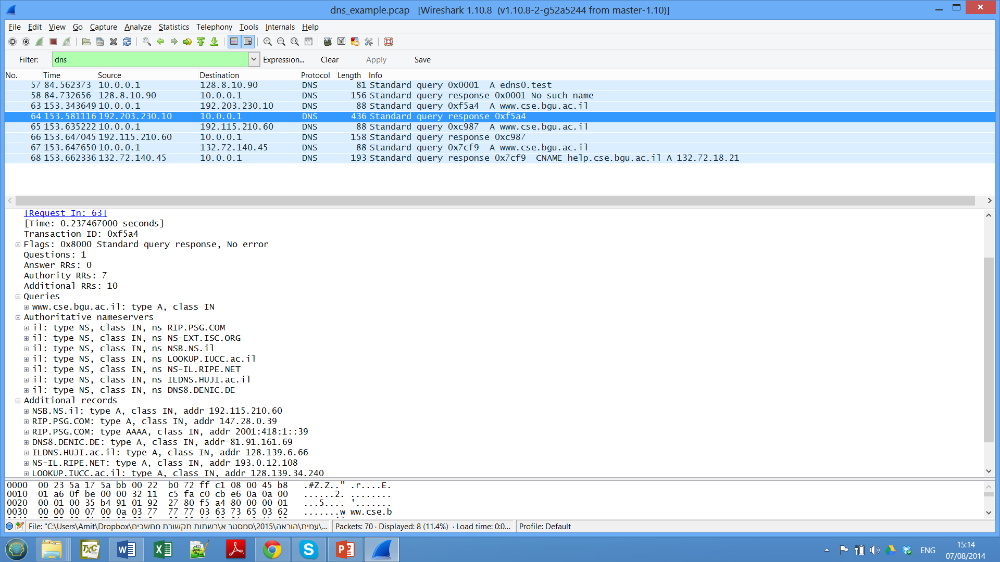 dns_example.pcap   [Wireshark 1.10.8  (v1.10.8-2-g52a5244 from master-1.10)]
File Edit View Go Capture Analyze Statistics Telephony Tools Internals Help
Filter: dns Expression... Clear Apply Save
No. Time Source Destination Protocol Length Info
57 84.562373 10.0.0.1 128.8.10.90 DNS 81 Standard query 0x0001  A edns0.test
58 84.732656 128.8.10.90 10.0.0.1 DNS 156 Standard query response 0x0001 No such name
63 153.343649 10.0.0.1 192.203.230.10 DNS 88 Standard query 0xf5a4  A www.cse.bgu.ac.il
64 153.581116 192.203.230.10 10.0.0.1 DNS 436 Standard query response 0xf5a4
65 153.635222 10.0.0.1 192.115.210.60 DNS 88 Standard query 0xc987  A www.cse.bgu.ac.il
66 153.647045 192.115.210.60 10.0.0.1 DNS 158 Standard query response 0xc987
67 153.647650 10.0.0.1 132.72.140.45 DNS 88 Standard query 0x7cf9  A www.cse.bgu.ac.il
68 153.662336 132.72.140.45 10.0.0.1 DNS 193 Standard query response 0x7cf9  CNAME help.cse.bgu.ac.il A 132.72.18.21
[Request In: 63]
[Time: 0.237467000 seconds]
Transaction ID: 0xf5a4
Flags: 0x8000 Standard query response, No error
Questions: 1
Answer RRs: 0
Authority RRs: 7
Additional RRs: 10
Queries
www.cse.bgu.ac.il: type A, class IN
Authoritative nameservers
il: type NS, class IN, ns RIP.PSG.COM
il: type NS, class IN, ns NS-EXT.ISC.ORG
il: type NS, class IN, ns NSB.NS.il
il: type NS, class IN, ns LOOKUP.IUCC.ac.il
il: type NS, class IN, ns NS-IL.RIPE.NET
il: type NS, class IN, ns ILDNS.HUJI.ac.il
il: type NS, class IN, ns DNS8.DENIC.DE
Additional records
NSB.NS.il: type A, class IN, addr 192.115.210.60
RIP.PSG.COM: type A, class IN, addr 147.28.0.39
RIP.PSG.COM: type AAAA, class IN, addr 2001:418:1::39
DNS8.DENIC.DE: type A, class IN, addr 81.91.161.69
ILDNS.HUJI.ac.il: type A, class IN, addr 128.139.6.66
NS-IL.RIPE.NET: type A, class IN, addr 193.0.12.108
LOOKUP.IUCC.ac.il: type A, class IN, addr 128.139.34.240
0000  00 23 5a 17 5a bb 00 22  b0 72 ff c1 08 00 45 b8   .#Z.Z.." .r....E.
0010  01 a6 0f be 00 00 32 11  c5 fa c0 cb e6 0a 0a 00   ......2. ........
0020  00 01 00 35 b4 91 01 92  27 80 f5 a4 80 00 00 01   ...5.... '.......
0030  00 00 00 07 00 0a 03 77  77 77 03 63 73 65 03 62   .......w ww.cse.b
File: "C:\Users\Amit\Dropbox\עמית\הוראה\2015\סמסטר א\רשתות תקשורת מחשבים\... Packets: 70 · Displayed: 8 (11.4%)  · Load time: 0:0... Profile: Default
TXC ENG 15:14
07/08/2014